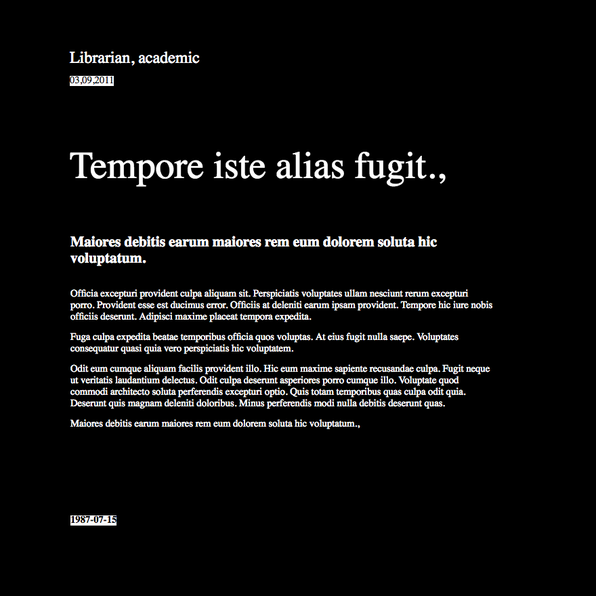 Librarian, academic
03,09,2011
Tempore iste alias fugit.,
Maiores debitis earum maiores rem eum dolorem soluta hic
voluptatum.
Officia excepturi provident culpa aliquam sit. Perspiciatis voluptates ullam nesciunt rerum excepturi
porro. Provident esse est ducimus error. Officiis at deleniti earum ipsam provident. Tempore hic iure nobis
officiis deserunt. Adipisci maxime placeat tempora expedita.
Fuga culpa expedita beatae temporibus officia quos voluptas. At eius fugit nulla saepe. Voluptates
consequatur quasi quia vero perspiciatis hic voluptatem.
Odit eum cumque aliquam facilis provident illo. Hic eum maxime sapiente recusandae culpa. Fugit neque
ut veritatis laudantium delectus. Odit culpa deserunt asperiores porro cumque illo. Voluptate quod
commodi architecto soluta perferendis excepturi optio. Quis totam temporibus quas culpa odit quia.
Deserunt quis magnam deleniti doloribus. Minus perferendis modi nulla debitis deserunt quas.
Maiores debitis earum maiores rem eum dolorem soluta hic voluptatum.,
1987-07-15